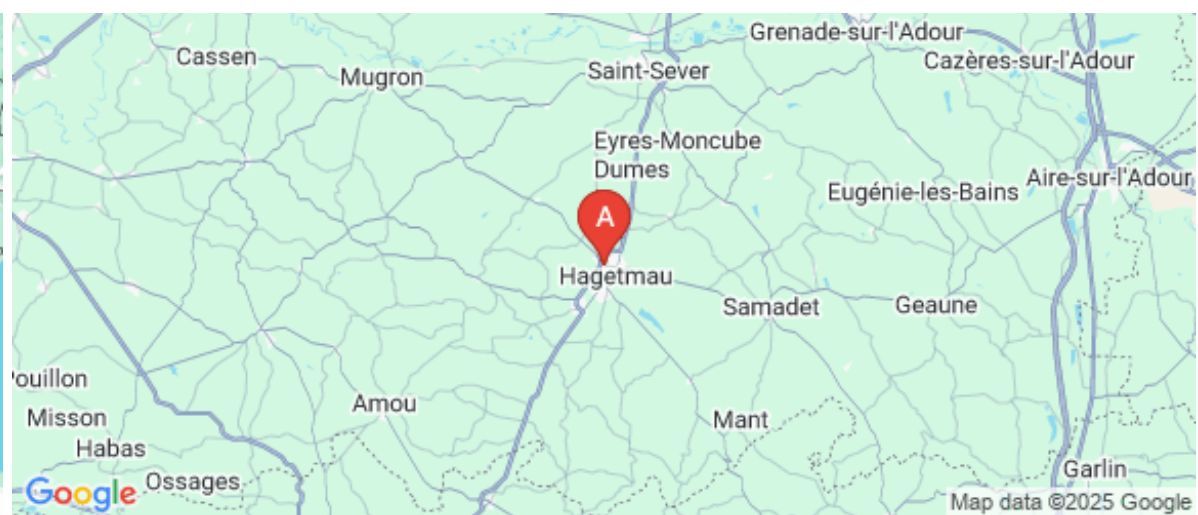 Grenade-sur-l'Adour
Cassen
Cazères-sur-l'Adour
Saint-Sever
Mugron
Eyres-Moncube
Dumes
Aire-sur-l'Adour
Eugénie-les-Bains
A
Hagetmau
Samadet
Geaune
Amou
Misson
Mant
Habas
Garlin
Ossages
Google
Map data ©2025 Google